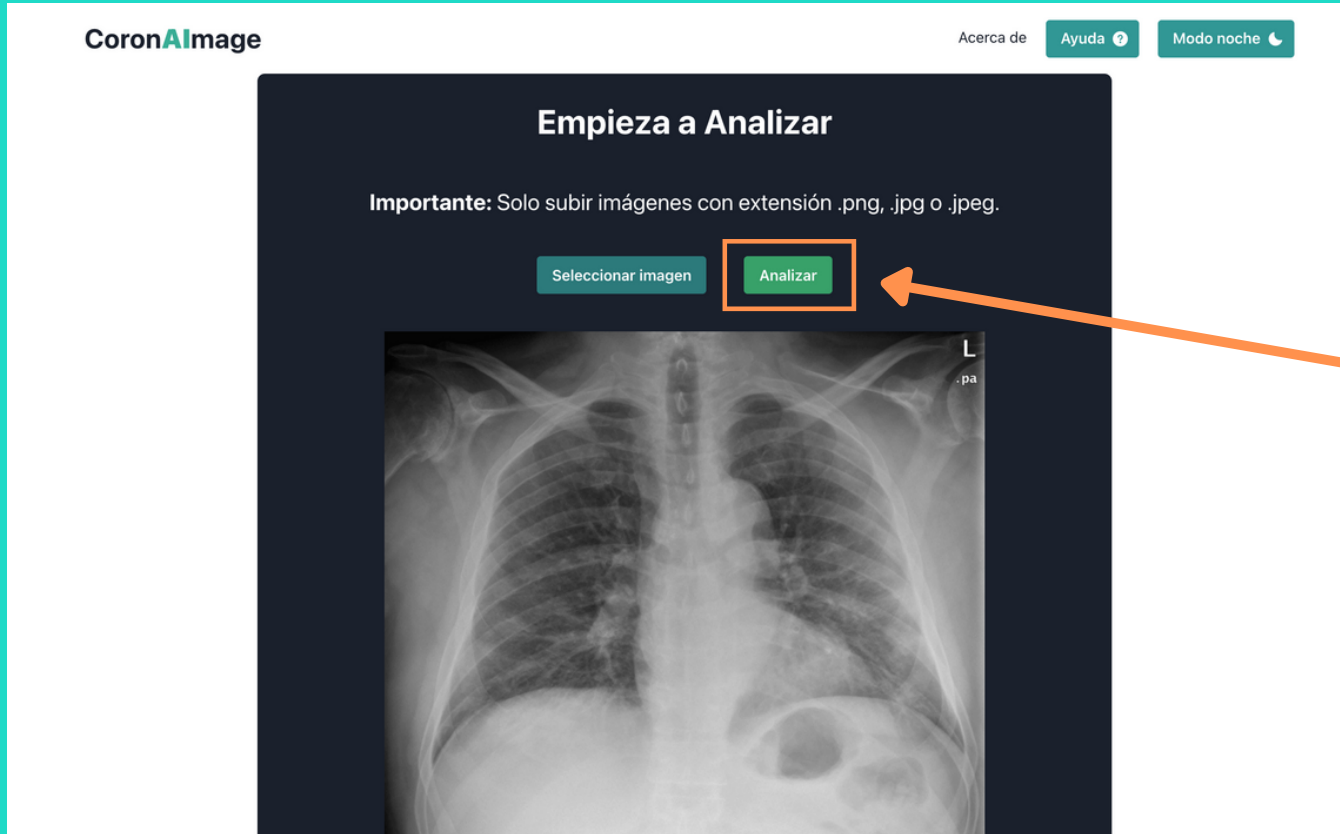 CoronAImage
Acerca de
Ayuda ?
Modo noche
Empieza a Analizar
Importante: Solo subir imágenes con extensión .png, .jpg o .jpeg.
Seleccionar imagen
Analizar
L
.pa